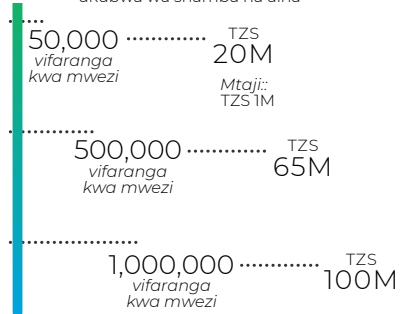 ukubwa wa shamba na aina
50,000 TZS
vifaranga 20M
kwa mwezi
Mtaji::
TZS 1M
500,000 TZS
vifaranga 65M
kwa mwezi
1,000,000 TZS
vifaranga 100M
kwa mwezi